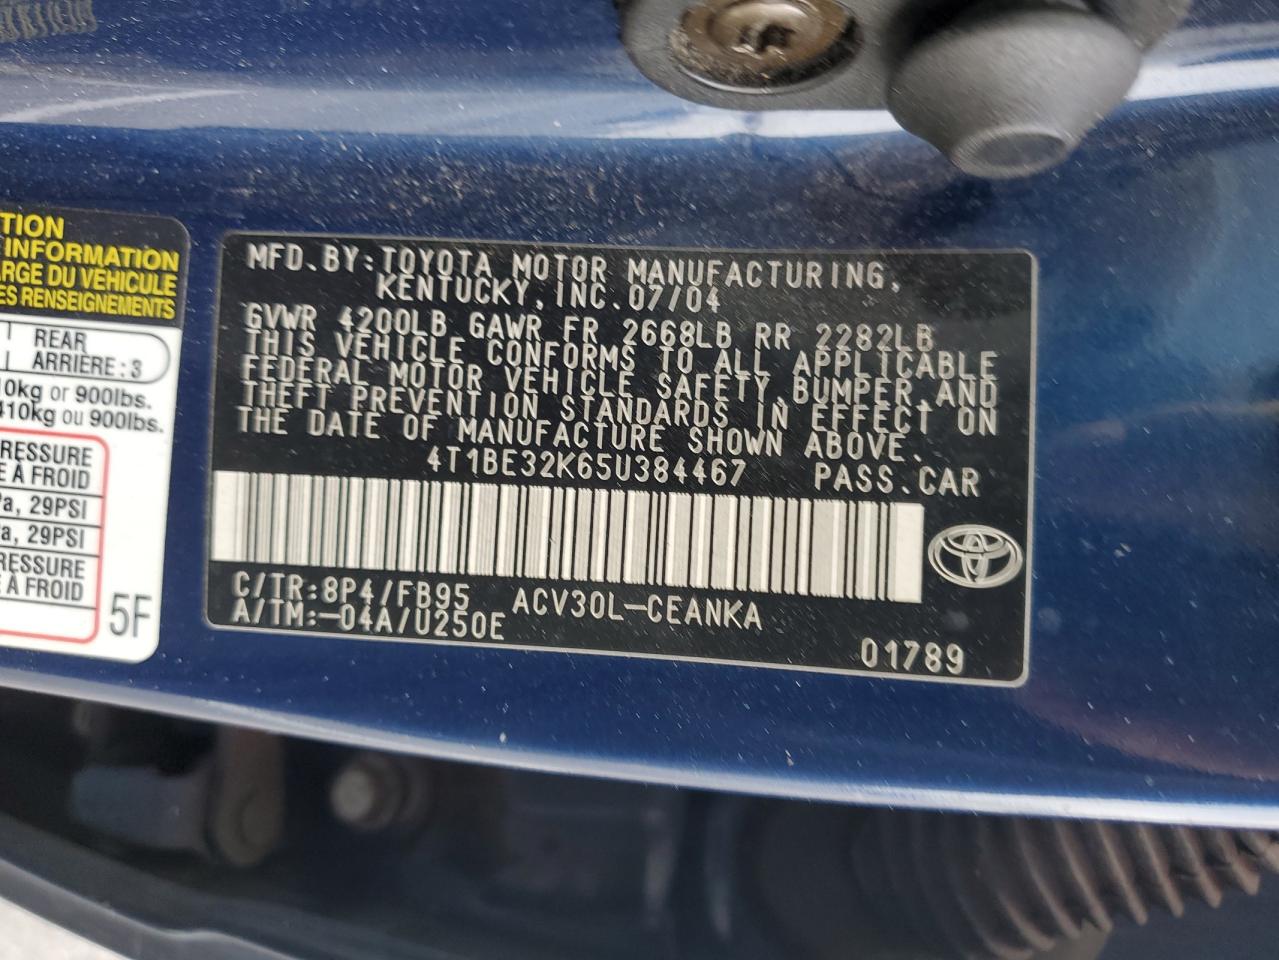 TION
INFORMATION
ARGE DU VÉHICULE
ES RENSEIGNEMENTS
REAR
ARRIÈRE : 3
10kg or 900lbs.
410kg ou 900lbs.
RESSURE
À FROID
a, 29PSI
a, 29PSI
RESSURE
À FROID
5F
MFD.BY:TOYOTA MOTOR MANUFACTURING,
KENTUCKY,INC.07/04
GVWR 4200LB GAWR FR 2668LB RR 2282LB
THIS VEHICLE CONFORMS TO ALL APPLICABLE
FEDERAL MOTOR VEHICLE SAFETY,BUMPER,AND
THEFT PREVENTION STANDARDS IN EFFECT ON
THE DATE OF MANUFACTURE SHOWN ABOVE.
4T1BE32K65U384467 PASS.CAR
C/TR:8P4/FB95 ACV30L-CEANKA
A/TM:-04A/U250E
01789